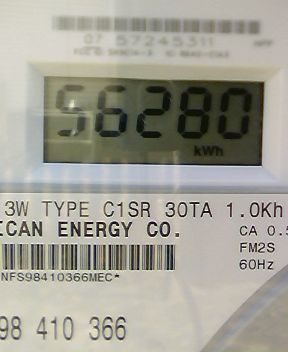 07 57245311
56280
kWh
3W TYPE C1SR 30TA 1.0Kh
ICAN ENERGY CO.
CA 0.5
FM2S
60Hz
NFS98410366MEC*
98 410 366